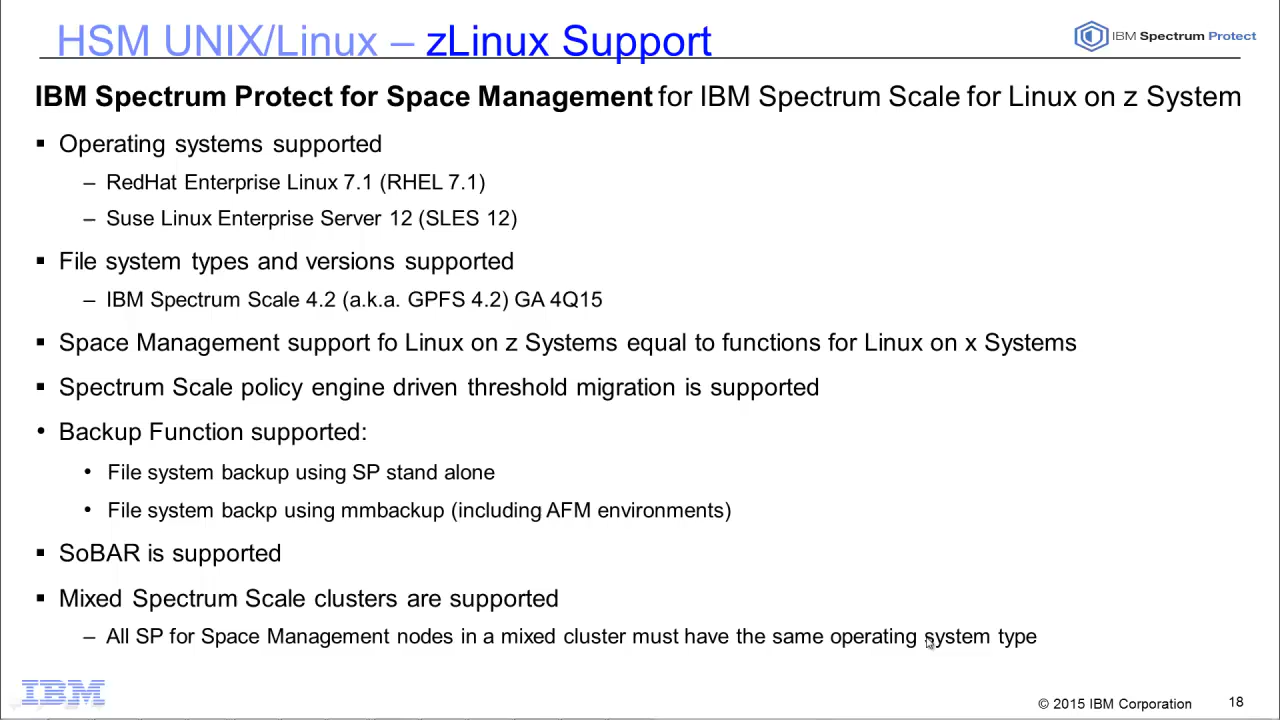 HSM UNIX/Linux – zLinux Support
IBM Spectrum Protect
IBM Spectrum Protect for Space Management for IBM Spectrum Scale for Linux on z System
▪ Operating systems supported
– RedHat Enterprise Linux 7.1 (RHEL 7.1)
– Suse Linux Enterprise Server 12 (SLES 12)
▪ File system types and versions supported
– IBM Spectrum Scale 4.2 (a.k.a. GPFS 4.2) GA 4Q15
▪ Space Management support fo Linux on z Systems equal to functions for Linux on x Systems
▪ Spectrum Scale policy engine driven threshold migration is supported
• Backup Function supported:
• File system backup using SP stand alone
• File system backp using mmbackup (including AFM environments)
▪ SoBAR is supported
▪ Mixed Spectrum Scale clusters are supported
– All SP for Space Management nodes in a mixed cluster must have the same operating system type
IBM
© 2015 IBM Corporation
18